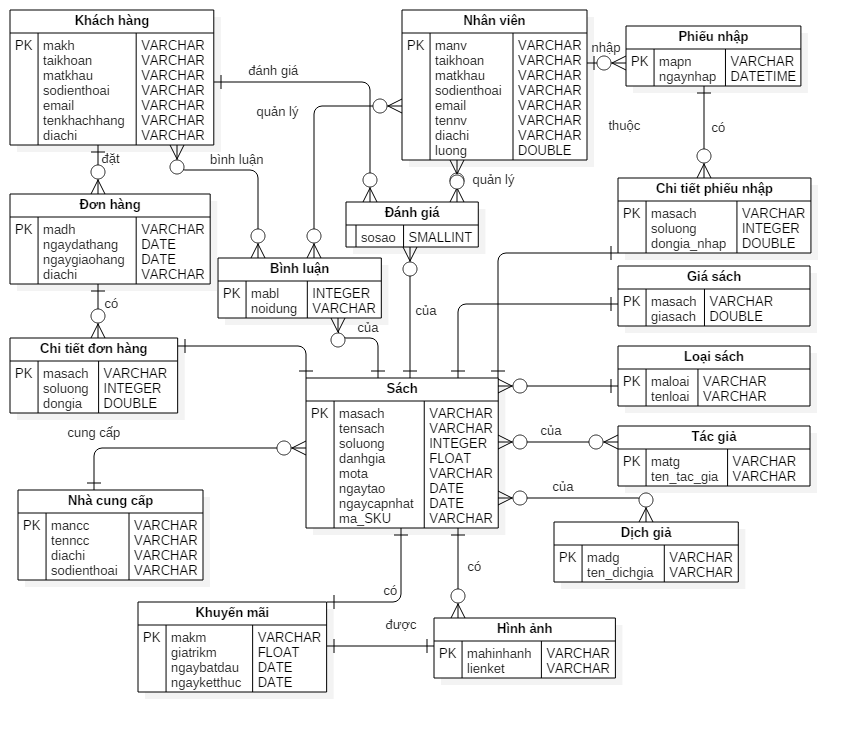 Khách hàng
PK makh VARCHAR
taikhoan VARCHAR
matkhau VARCHAR
sodienthoai VARCHAR
email VARCHAR
tenkhachhang VARCHAR
diachi VARCHAR
Nhân viên
PK manv VARCHAR
taikhoan VARCHAR
matkhau VARCHAR
sodienthoai VARCHAR
email VARCHAR
tennv VARCHAR
diachi VARCHAR
luong DOUBLE
nhập
Phiếu nhập
PK mapn VARCHAR
ngaynhap DATETIME
đánh giá
quản lý
thuộc
có
đặt
bình luận
quản lý
Đơn hàng
PK madh VARCHAR
ngaydathang DATE
ngaygiaohang DATE
diachi VARCHAR
Đánh giá
sosao SMALLINT
Chi tiết phiếu nhập
PK masach VARCHAR
soluong INTEGER
dongia_nhap DOUBLE
Bình luận
PK mabl INTEGER
noidung VARCHAR
Giá sách
PK masach VARCHAR
giasach DOUBLE
có
của
của
Chi tiết đơn hàng
PK masach VARCHAR
soluong INTEGER
dongia DOUBLE
Loại sách
PK maloai VARCHAR
tenloai VARCHAR
Sách
PK masach VARCHAR
tensach VARCHAR
soluong INTEGER
danhgia FLOAT
mota VARCHAR
ngaytao DATE
ngaycapnhat DATE
ma_SKU VARCHAR
cung cấp
của
Tác giả
PK matg VARCHAR
ten_tac_gia VARCHAR
của
Nhà cung cấp
PK mancc VARCHAR
tenncc VARCHAR
diachi VARCHAR
sodienthoai VARCHAR
Dịch giả
PK madg VARCHAR
ten_dichgia VARCHAR
có
có
Khuyến mãi
PK makm VARCHAR
giatrikm FLOAT
ngaybatdau DATE
ngayketthuc DATE
được
Hình ảnh
PK mahinhanh VARCHAR
lienket VARCHAR